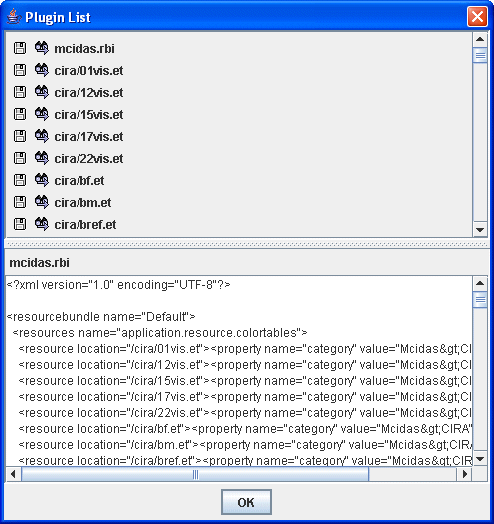 Plugin List
mcidas.rbi
cira/01vis.et
cira/12vis.et
cira/15vis.et
cira/17vis.et
cira/22vis.et
cira/bf.et
cira/bm.et
cira/bref.et
mcidas.rbi
<?xml version="1.0" encoding="UTF-8"?>
<resourcebundle name="Default">
<resources name="application.resource.colortables">
<resource location="/cira/01vis.et"><property name="category" value="Mcidas&gt;CI
<resource location="/cira/12vis.et"><property name="category" value="Mcidas&gt;CI
<resource location="/cira/15vis.et"><property name="category" value="Mcidas&gt;CI
<resource location="/cira/17vis.et"><property name="category" value="Mcidas&gt;CI
<resource location="/cira/22vis.et"><property name="category" value="Mcidas&gt;CI
<resource location="/cira/bf.et"><property name="category" value="Mcidas&gt;CIRA"
<resource location="/cira/bm.et"><property name="category" value="Mcidas&gt;CIRA
<resource location="/cira/bref.et"><property name="category" value="Mcidas&gt;CIR
OK